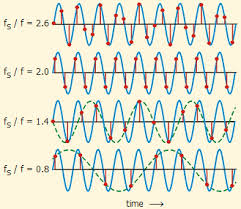 fs / f = 2.6
fs / f = 2.0
fs / f = 1.4
fs / f = 0.8
time →